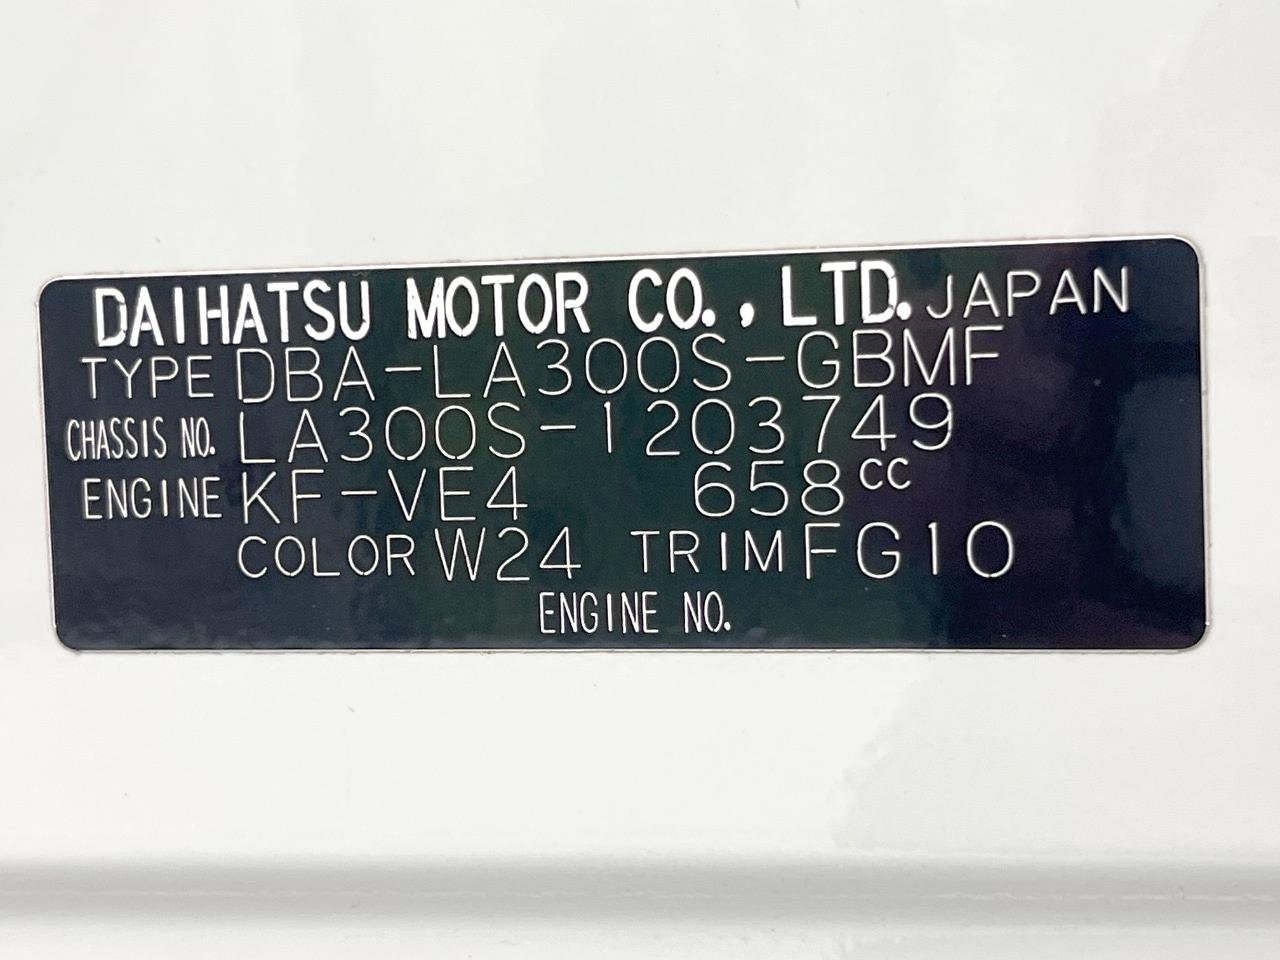 DAIHATSU MOTOR CO., LTD. JAPAN
TYPE DBA-LA300S-GBMF
CHASSIS NO. LA300S-1203749
ENGINE KF-VE4 658cc
COLOR W24 TRIM FG10
ENGINE NO.